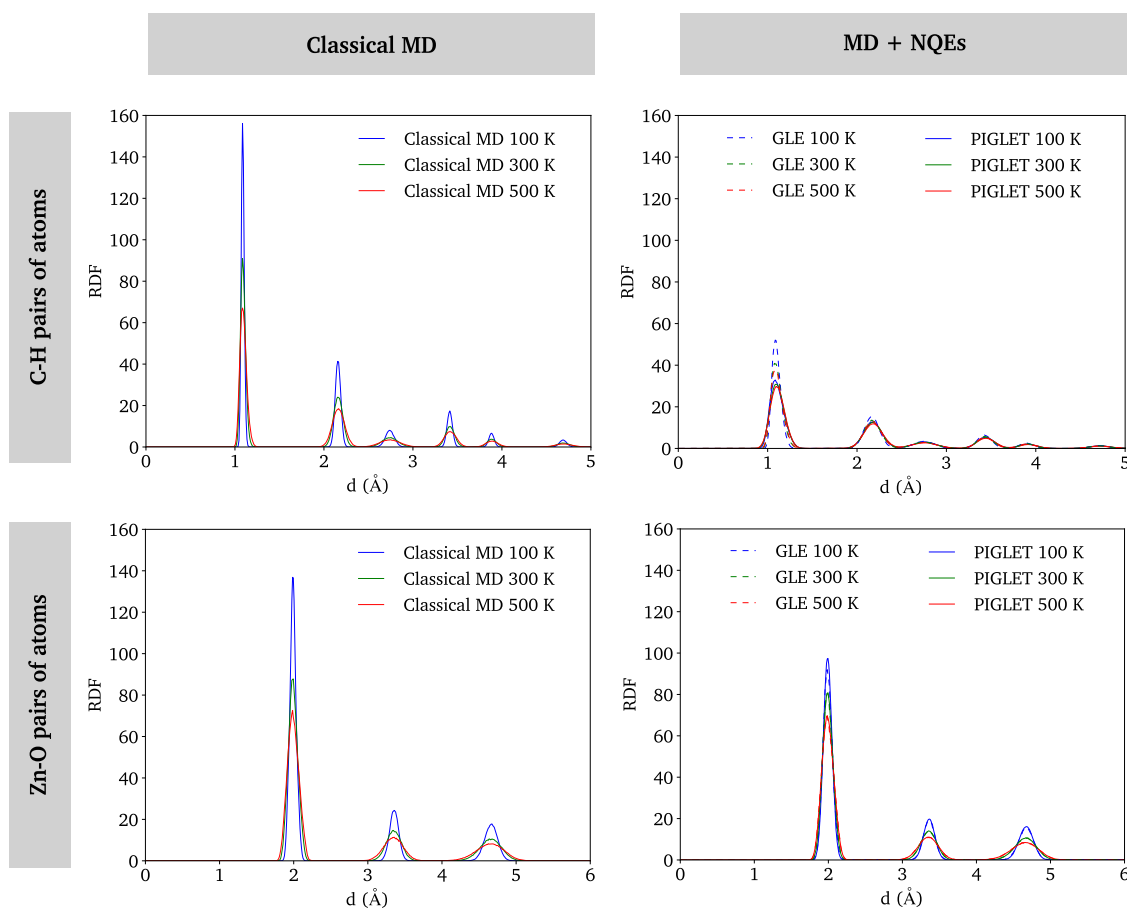 Classical MD
MD + NQEs
C-H pairs of atoms
160
140
120
100
80
60
40
20
0
RDF
Classical MD 100 K
Classical MD 300 K
Classical MD 500 K
0 1 2 3 4 5
d (Å)
160
140
120
100
80
60
40
20
0
RDF
GLE 100 K PIGLET 100 K
GLE 300 K PIGLET 300 K
GLE 500 K PIGLET 500 K
0 1 2 3 4 5
d (Å)
Zn-O pairs of atoms
160
140
120
100
80
60
40
20
0
RDF
Classical MD 100 K
Classical MD 300 K
Classical MD 500 K
0 1 2 3 4 5 6
d (Å)
160
140
120
100
80
60
40
20
0
RDF
GLE 100 K PIGLET 100 K
GLE 300 K PIGLET 300 K
GLE 500 K PIGLET 500 K
0 1 2 3 4 5 6
d (Å)